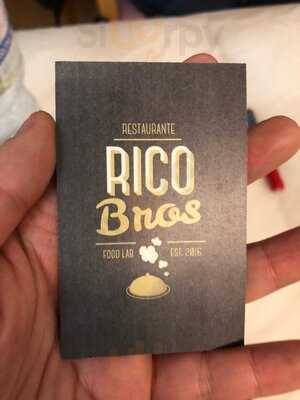 RESTAURANTE
RICO
Bros
FOOD LAB EST. 2016